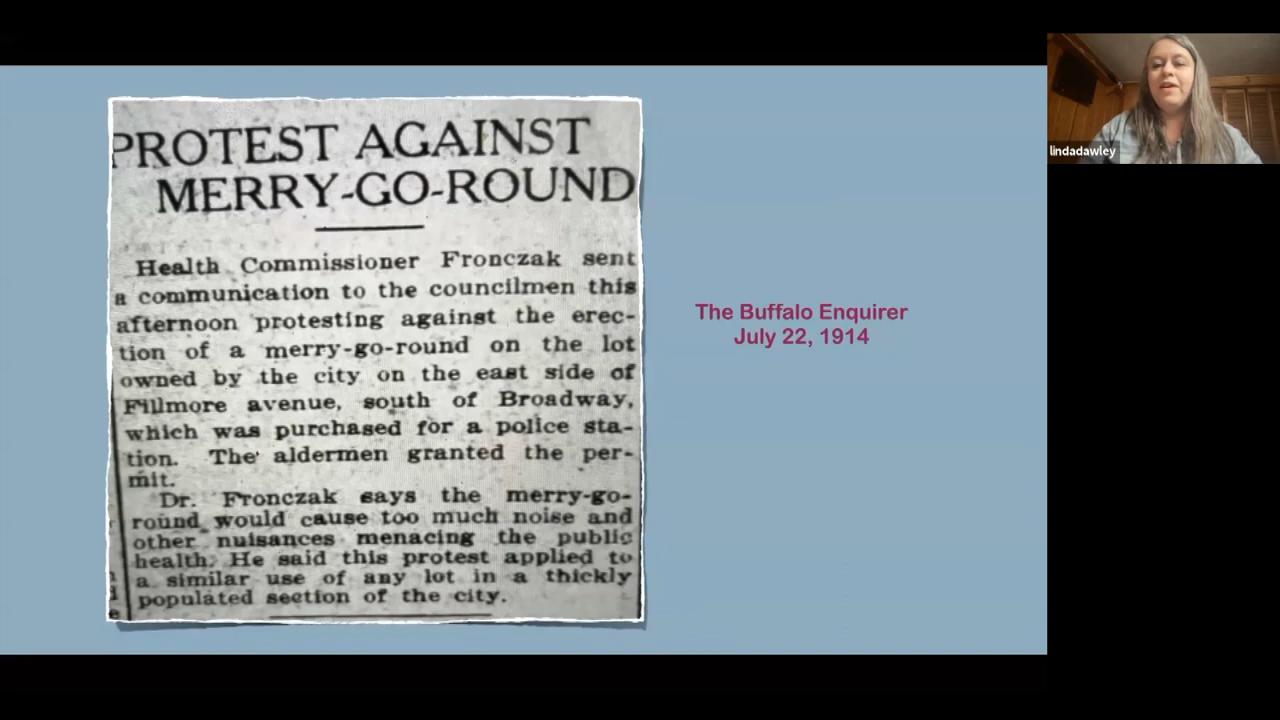 PROTEST AGAINST
MERRY-GO-ROUND
Health Commissioner Fronczak sent
a communication to the councilmen this
afternoon protesting against the erec-
tion of a merry-go-round on the lot
owned by the city on the east side of
Fillmore avenue, south of Broadway,
which was purchased for a police sta-
tion. The aldermen granted the per-
mit.
Dr. Fronczak says the merry-go-
round would cause too much noise and
other nuisances menacing the public
health. He said this protest applied to
a similar use of any lot in a thickly
populated section of the city.
The Buffalo Enquirer
July 22, 1914
lindadawley